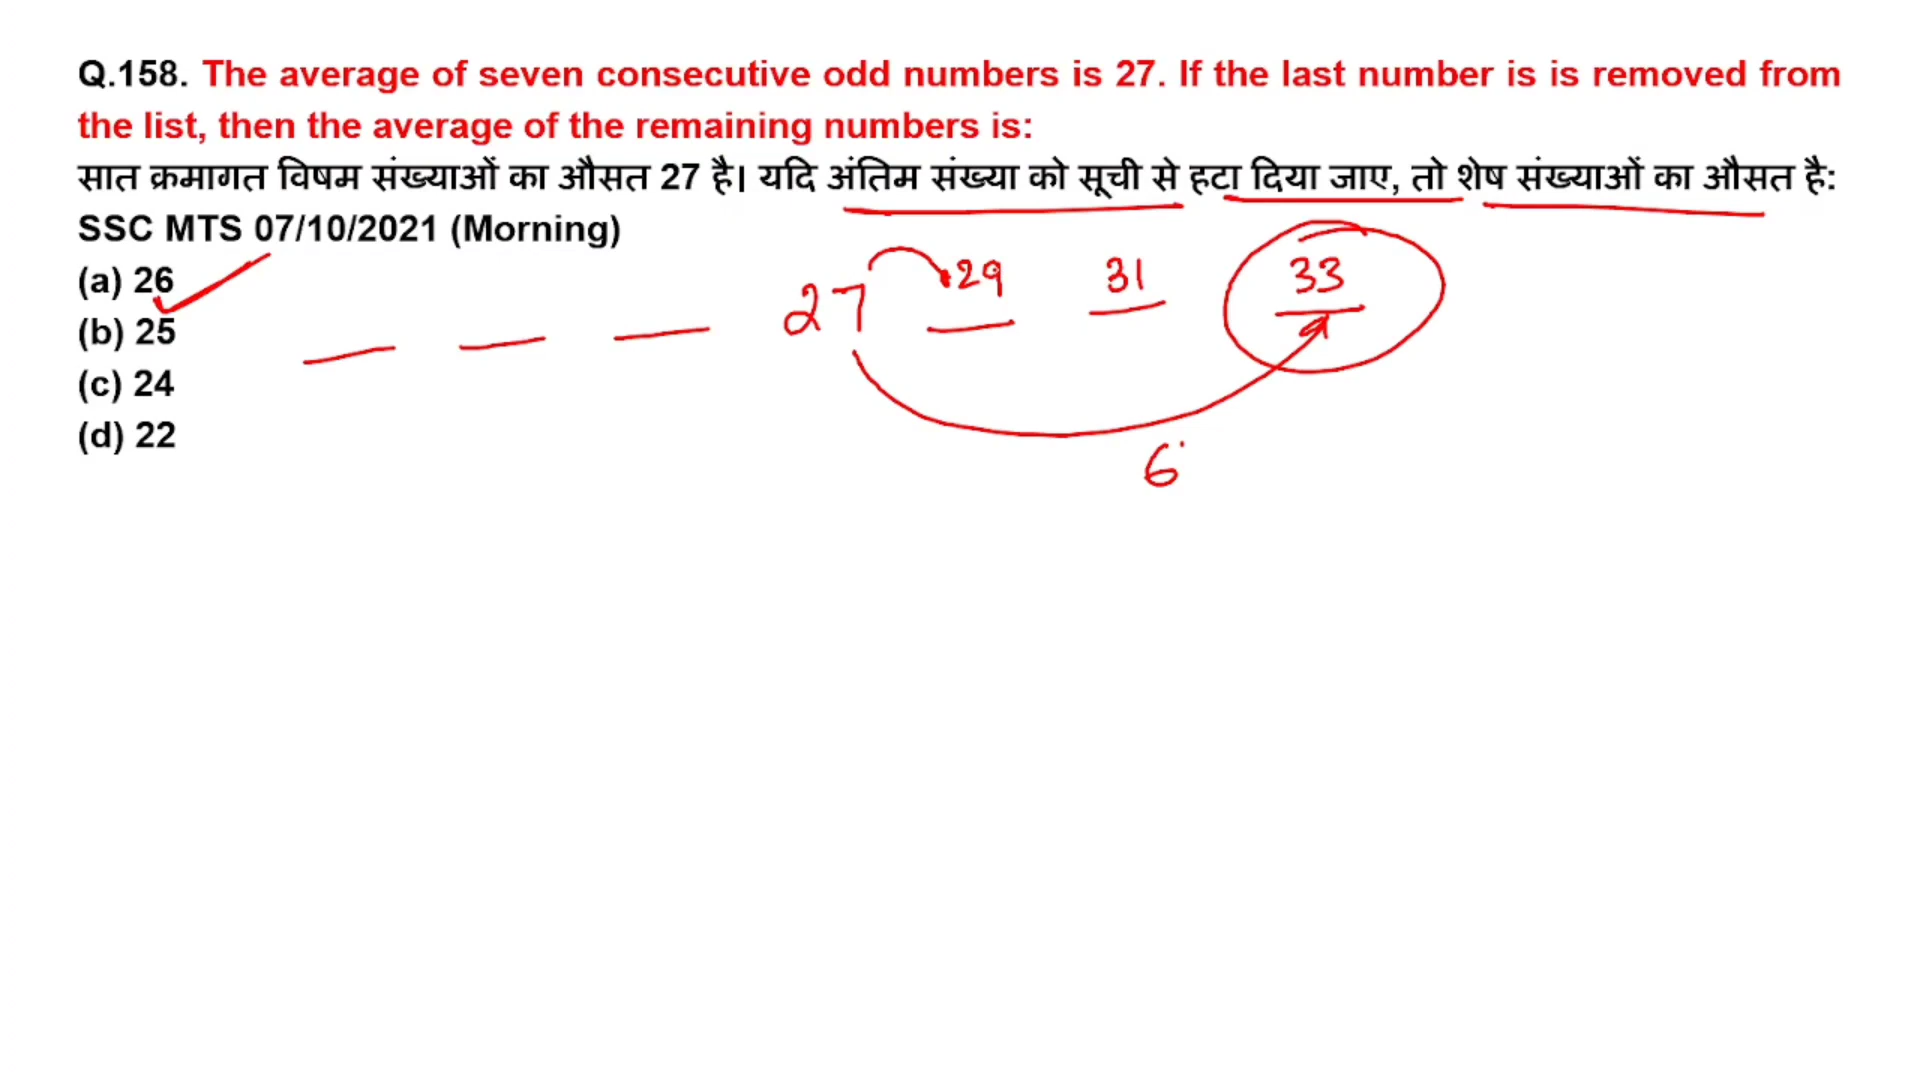 Q.158. The average of seven consecutive odd numbers is 27. If the last number is is removed from
the list, then the average of the remaining numbers is:
सात क्रमागत विषम संख्याओं का औसत 27 है। यदि अंतिम संख्या को सूची से हटा दिया जाए, तो शेष संख्याओं का औसत है:
SSC MTS 07/10/2021 (Morning)
(a) 26
(b) 25
(c) 24
(d) 22
27 29 31 33
6